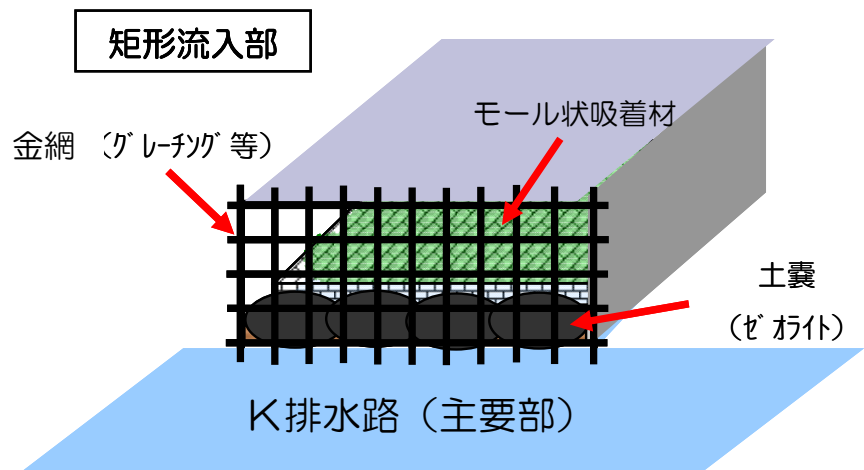 矩形流入部
モール状吸着材
金網 （ｸﾞﾚｰﾁﾝｸﾞ等）
土嚢
（ｾﾞｵﾗｲﾄ）
Ｋ排水路（主要部）